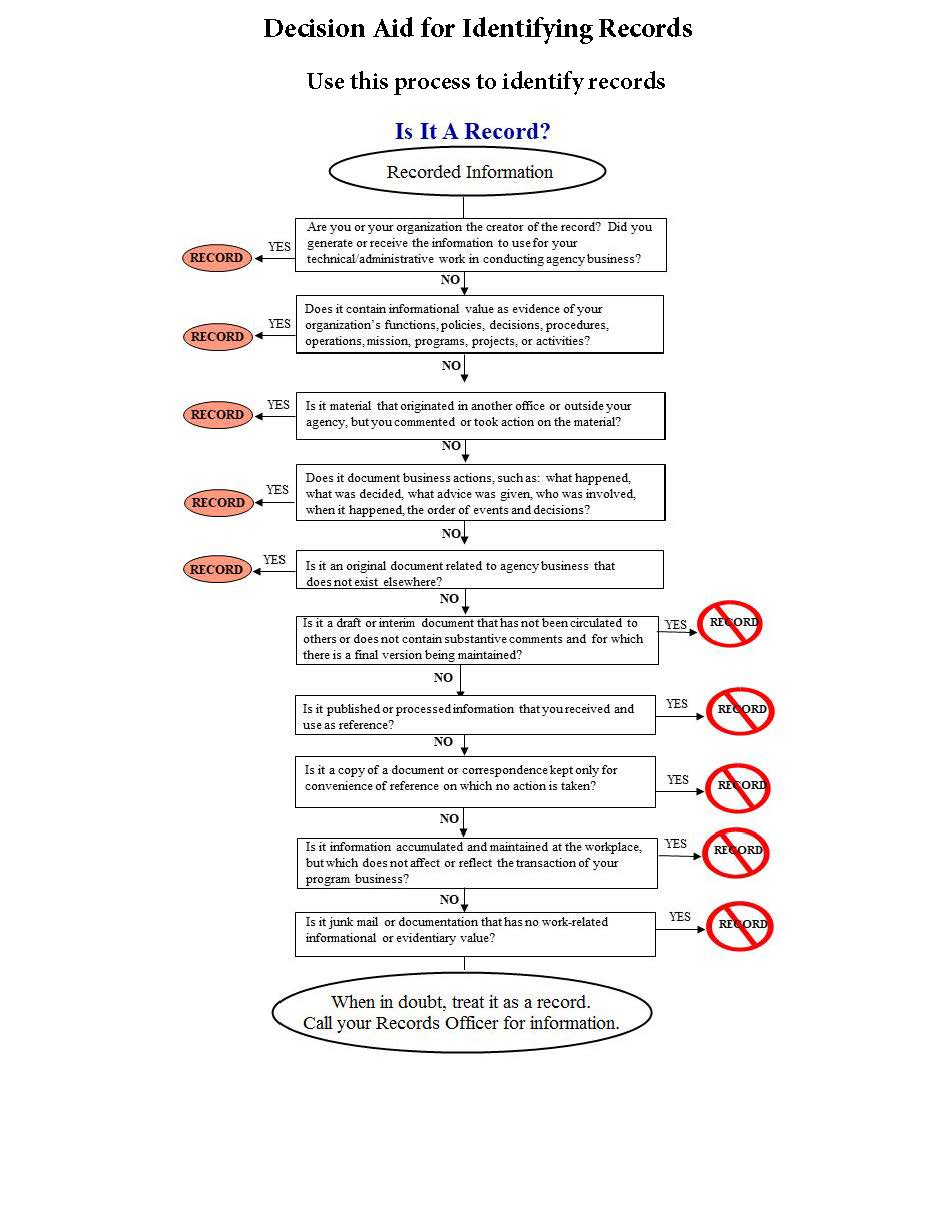 Decision Aid for Identifying Records
Use this process to identify records
Is It A Record?
Recorded Information
Are you or your organization the creator of the record? Did you
generate or receive the information to use for your
technical/administrative work in conducting agency business?
YES
RECORD
NO
Does it contain informational value as evidence of your
organization's functions, policies, decisions, procedures,
operations, mission, programs, projects, or activities?
YES
RECORD
NO
Is it material that originated in another office or outside your
agency, but you commented or took action on the material?
YES
RECORD
NO
Does it document business actions, such as: what happened,
what was decided, what advice was given, who was involved,
when it happened, the order of events and decisions?
YES
RECORD
NO
Is it an original document related to agency business that
does not exist elsewhere?
YES
RECORD
NO
Is it a draft or interim document that has not been circulated to
others or does not contain substantive comments and for which
there is a final version being maintained?
YES
RECORD
NO
Is it published or processed information that you received and
use as reference?
YES
RECORD
NO
Is it a copy of a document or correspondence kept only for
convenience of reference on which no action is taken?
YES
RECORD
NO
Is it information accumulated and maintained at the workplace,
but which does not affect or reflect the transaction of your
program business?
YES
RECORD
NO
Is it junk mail or documentation that has no work-related
informational or evidentiary value?
YES
RECORD
When in doubt, treat it as a record.
Call your Records Officer for information.